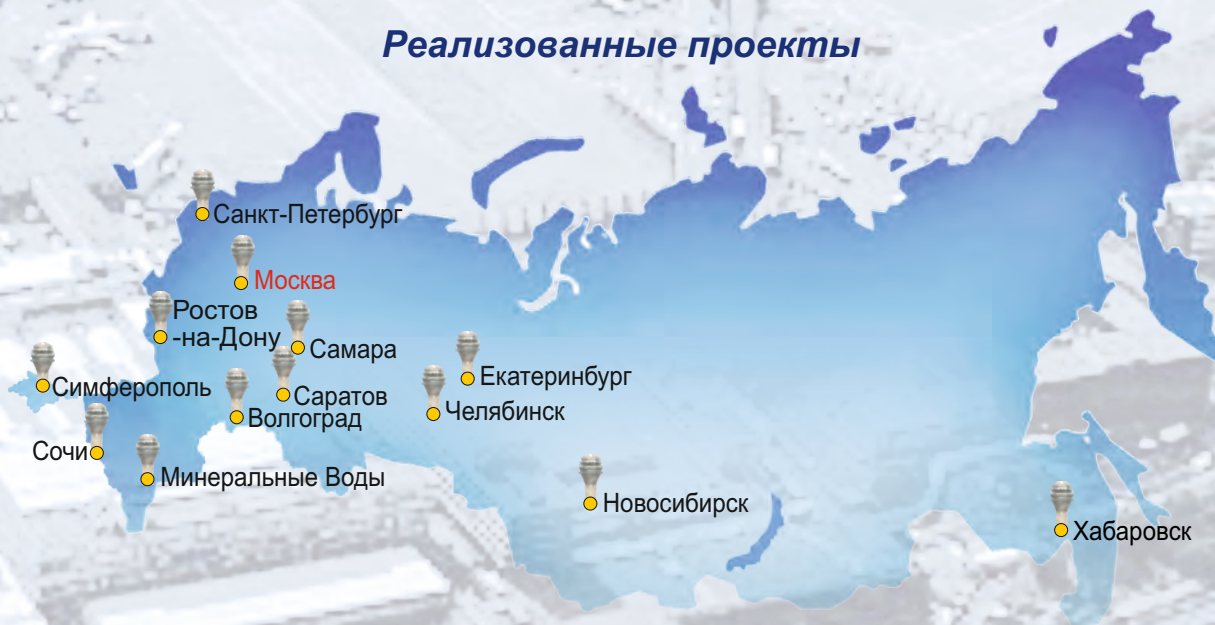 Реализованные проекты
Санкт-Петербург
Москва
Ростов
-на-Дону
Самара
Симферополь
Саратов
Екатеринбург
Волгоград
Челябинск
Сочи
Минеральные Воды
Новосибирск
Хабаровск